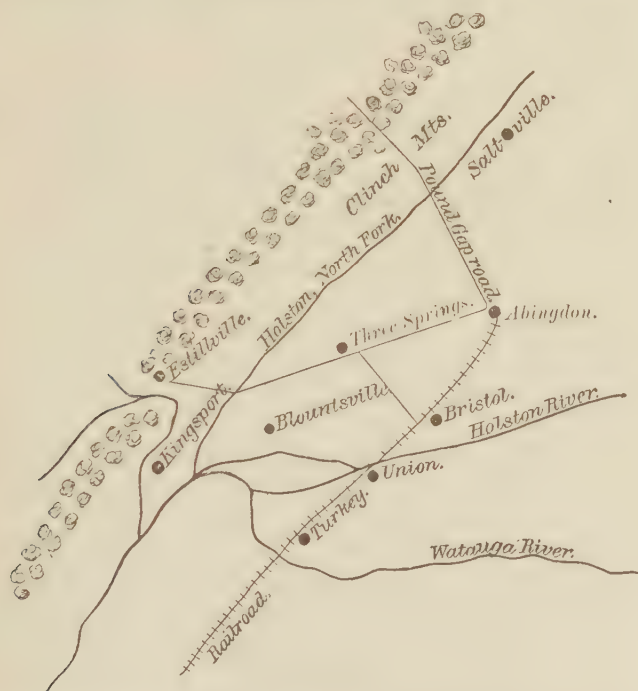 Saltville.
Clinch Mts.
Pound Gap road.
Holston, North Fork.
Estillville.
Three Springs.
Abingdon.
Kingsport.
Blountsville
Bristol.
Holston River.
Union.
Turkey.
Watauga River.
Railroad.